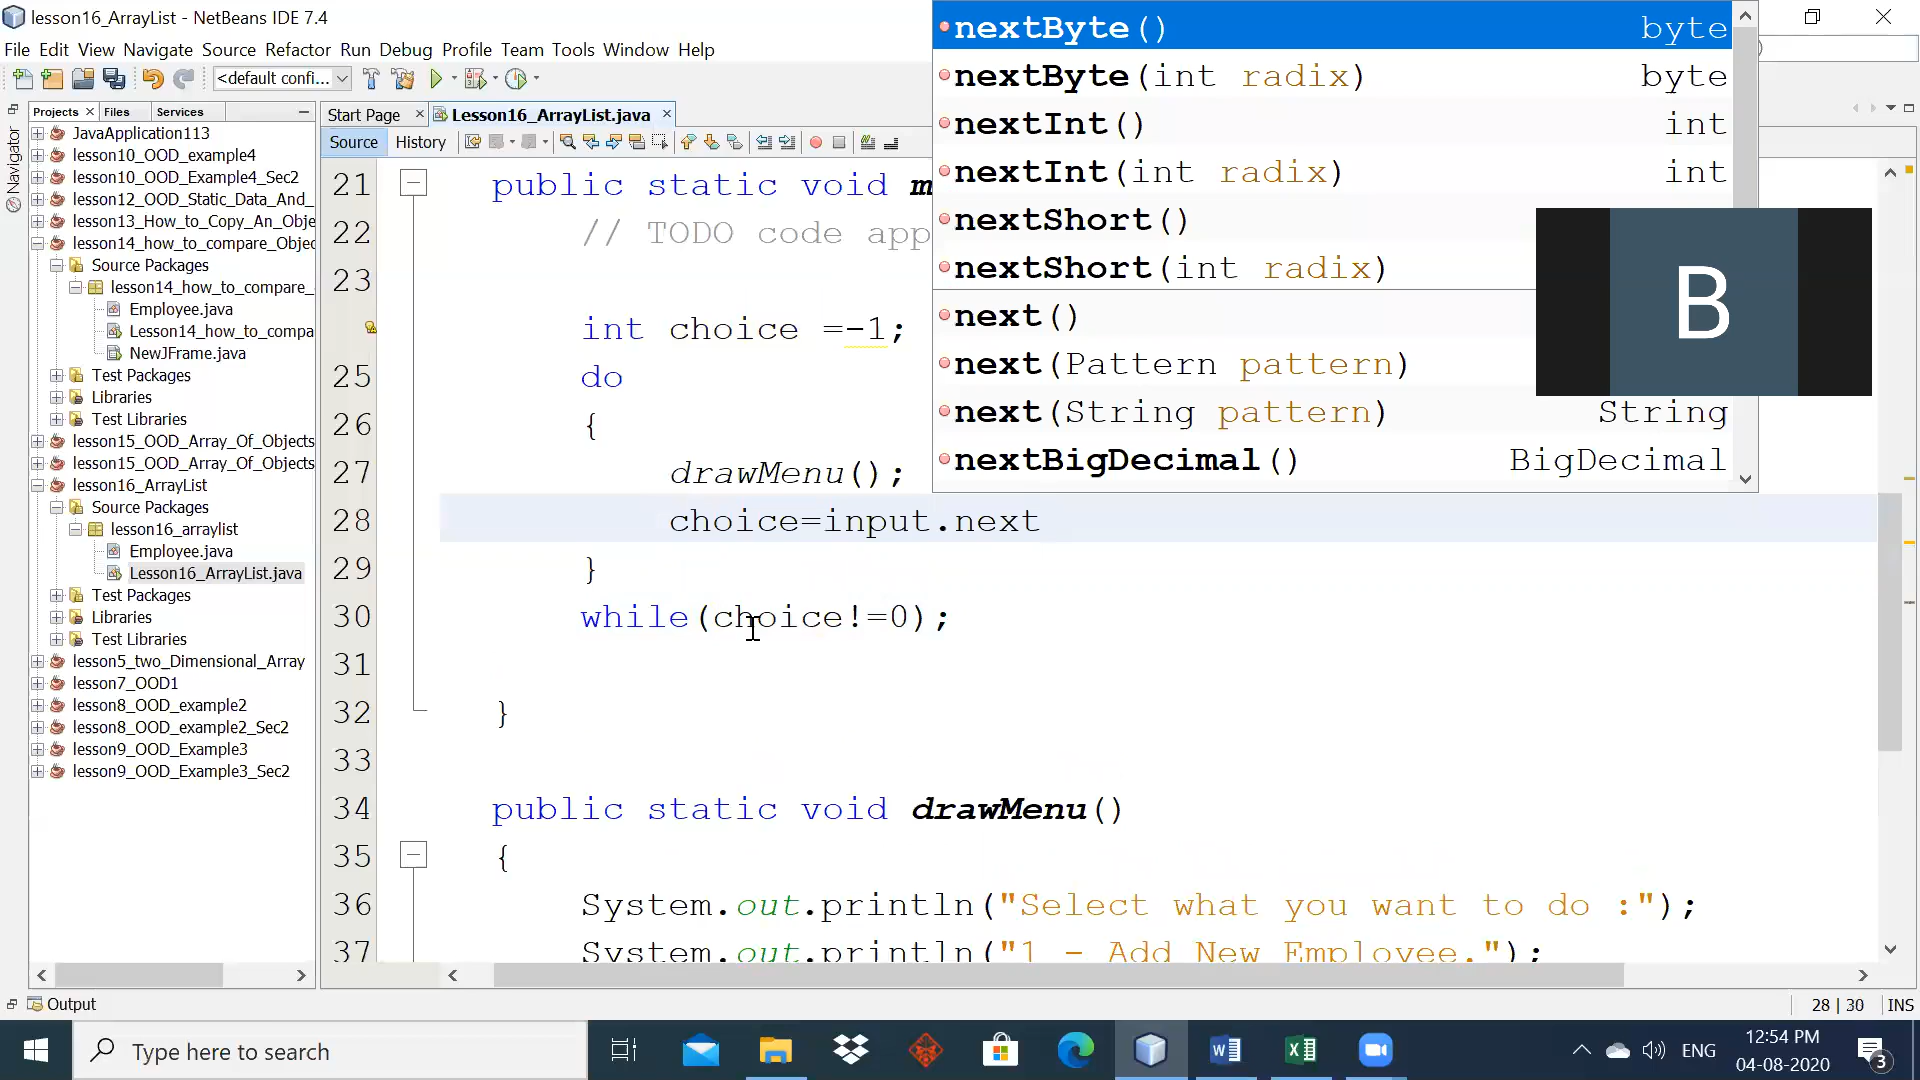 lesson16_ArrayList - NetBeans IDE 7.4
File Edit View Navigate Source Refactor Run Debug Profile Team Tools Window Help
<default confi...
Projects Files Services
Start Page Lesson16_ArrayList.java
Source History
Navigator
JavaApplication113
lesson10_OOD_example4
lesson10_OOD_Example4_Sec2
lesson12_OOD_Static_Data_And_
lesson13_How_to_Copy_An_Obje
lesson14_how_to_compare_Objec
Source Packages
lesson14_how_to_compare_
Employee.java
Lesson14_how_to_compa
NewJFrame.java
Test Packages
Libraries
Test Libraries
lesson15_OOD_Array_Of_Objects
lesson15_OOD_Array_Of_Objects
lesson16_ArrayList
Source Packages
lesson16_arraylist
Employee.java
Lesson16_ArrayList.java
Test Packages
Libraries
Test Libraries
lesson5_two_Dimensional_Array
lesson7_OOD1
lesson8_OOD_example2
lesson8_OOD_example2_Sec2
lesson9_OOD_Example3
lesson9_OOD_Example3_Sec2
21 public static void m
22 // TODO code app
23
int choice =-1;
25 do
26 {
27 drawMenu();
28 choice=input.next
29 }
30 while(choice!=0);
31
32 }
33
34 public static void drawMenu()
35 {
36 System.out.println("Select what you want to do :");
37 System.out.println("1 - Add New Employee.");
nextByte() byte
nextByte(int radix) byte
nextInt() int
nextInt(int radix) int
nextShort()
nextShort(int radix)
next()
next(Pattern pattern)
next(String pattern) String
nextBigDecimal() BigDecimal
B
Output
28 | 30 INS
Type here to search
ENG
12:54 PM
04-08-2020
3